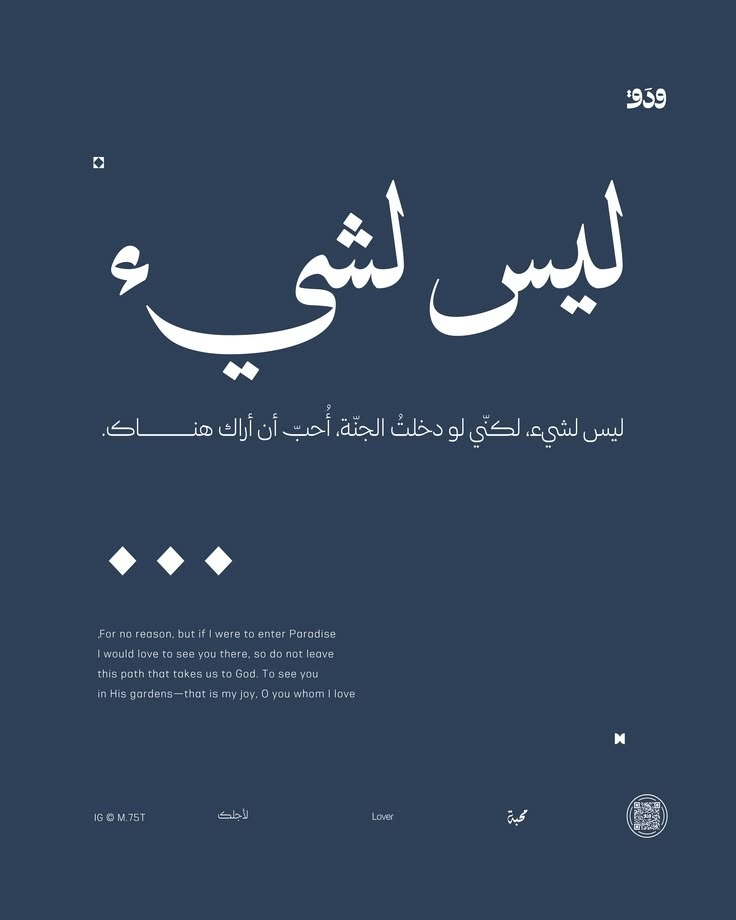 ودَق
ليس لشيء
ليس لشيء، لكنّي لو دخلتُ الجنّة، أُحبّ أن أراك هنــــــــاك.
,For no reason, but if I were to enter Paradise
I would love to see you there, so do not leave
this path that takes us to God. To see you
in His gardens—that is my joy, O you whom I love
IG © M.75T
لأجلك
Lover
محبة